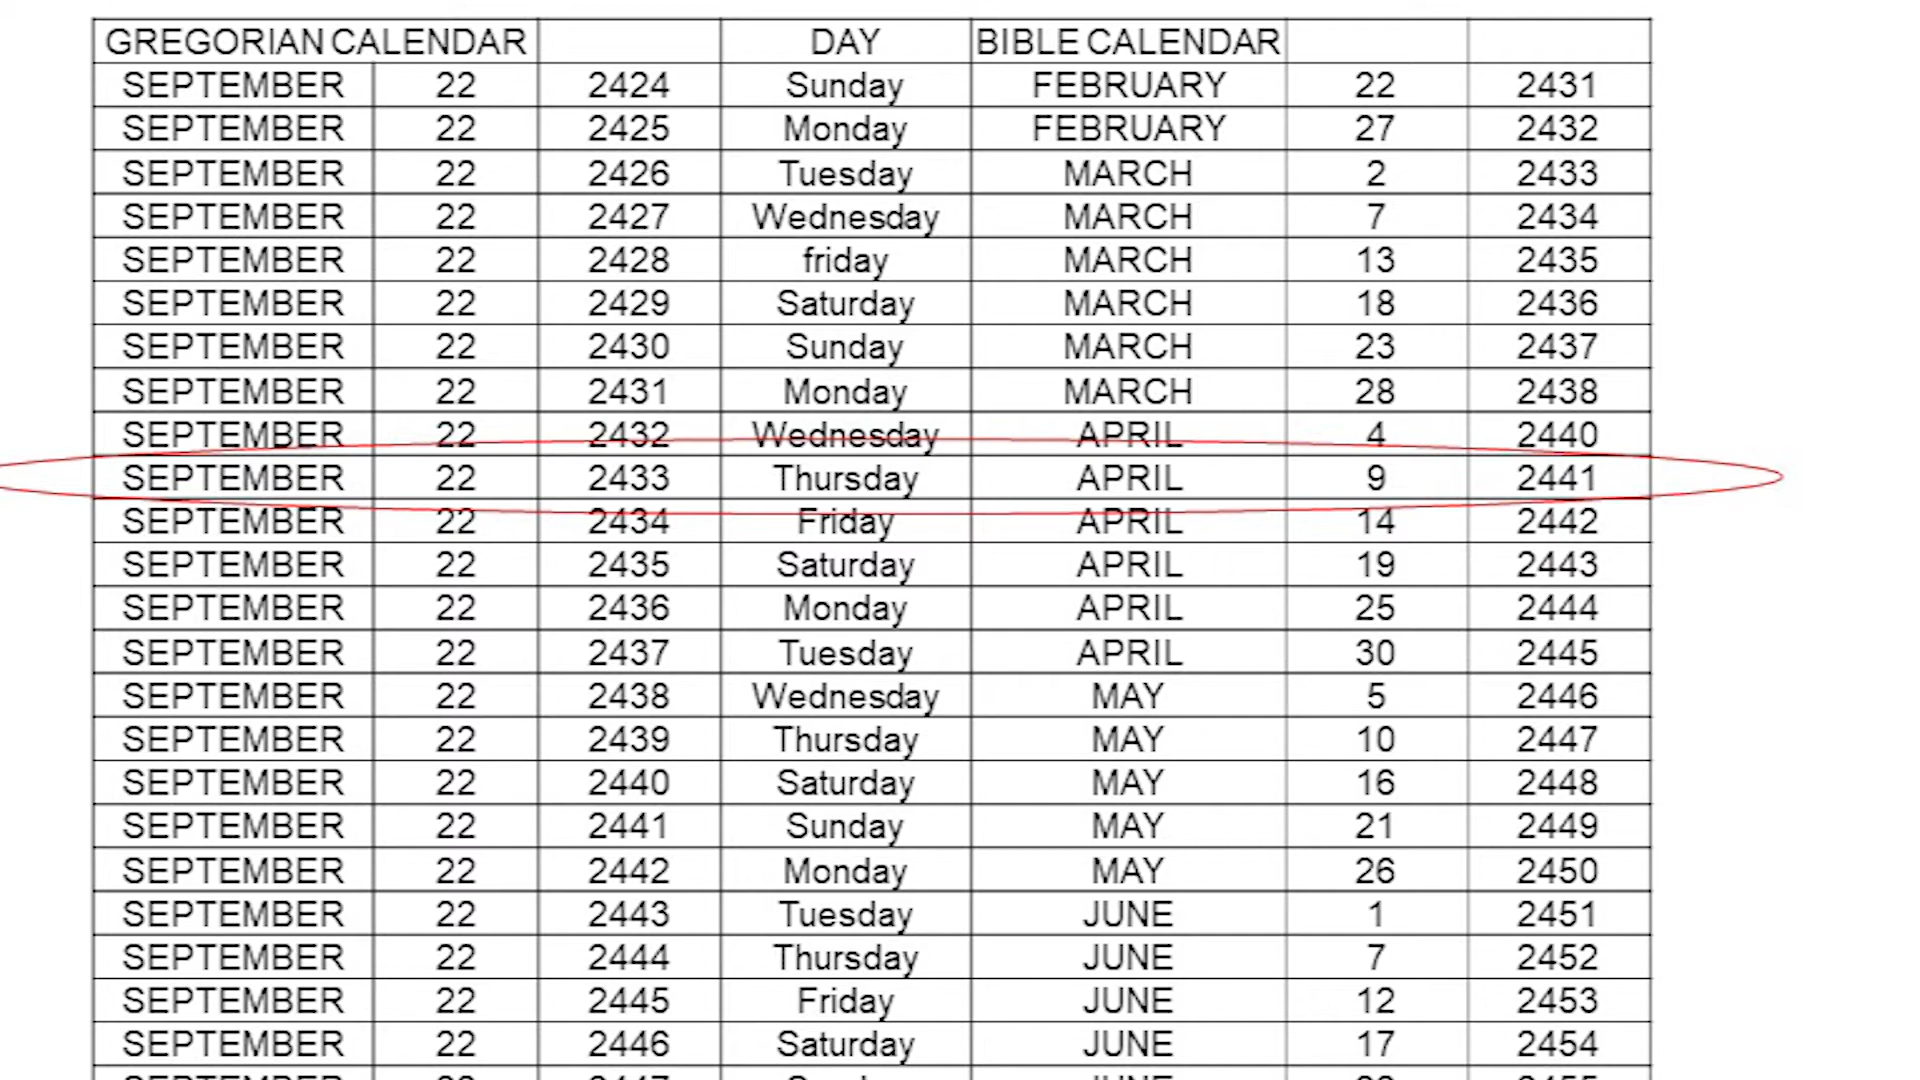 GREGORIAN CALENDAR DAY BIBLE CALENDAR
SEPTEMBER 22 2424 Sunday FEBRUARY 22 2431
SEPTEMBER 22 2425 Monday FEBRUARY 27 2432
SEPTEMBER 22 2426 Tuesday MARCH 2 2433
SEPTEMBER 22 2427 Wednesday MARCH 7 2434
SEPTEMBER 22 2428 friday MARCH 13 2435
SEPTEMBER 22 2429 Saturday MARCH 18 2436
SEPTEMBER 22 2430 Sunday MARCH 23 2437
SEPTEMBER 22 2431 Monday MARCH 28 2438
SEPTEMBER 22 2432 Wednesday APRIL 4 2440
SEPTEMBER 22 2433 Thursday APRIL 9 2441
SEPTEMBER 22 2434 Friday APRIL 14 2442
SEPTEMBER 22 2435 Saturday APRIL 19 2443
SEPTEMBER 22 2436 Monday APRIL 25 2444
SEPTEMBER 22 2437 Tuesday APRIL 30 2445
SEPTEMBER 22 2438 Wednesday MAY 5 2446
SEPTEMBER 22 2439 Thursday MAY 10 2447
SEPTEMBER 22 2440 Saturday MAY 16 2448
SEPTEMBER 22 2441 Sunday MAY 21 2449
SEPTEMBER 22 2442 Monday MAY 26 2450
SEPTEMBER 22 2443 Tuesday JUNE 1 2451
SEPTEMBER 22 2444 Thursday JUNE 7 2452
SEPTEMBER 22 2445 Friday JUNE 12 2453
SEPTEMBER 22 2446 Saturday JUNE 17 2454